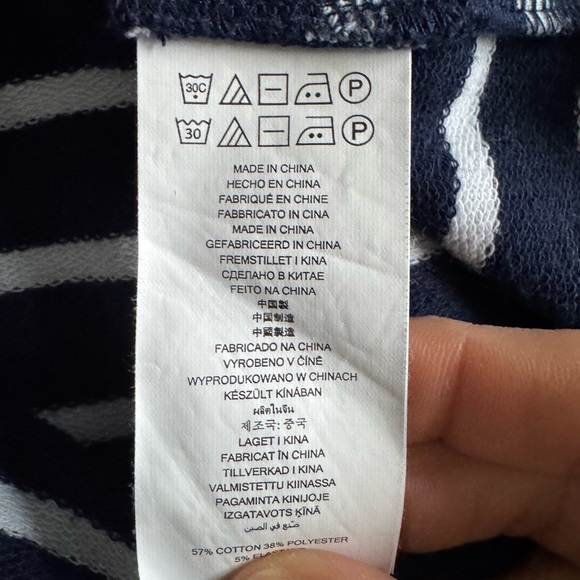 30C P
30 P
MADE IN CHINA
HECHO EN CHINA
FABRIQUÉ EN CHINE
FABBRICATO IN CINA
MADE IN CHINA
GEFABRICEERD IN CHINA
FREMSTILLET I KINA
СДЕЛАНО В КИТАЕ
FEITO NA CHINA
中国製
中国制造
中國製造
FABRICADO NA CHINA
VYROBENO V ČÍNĚ
WYPRODUKOWANO W CHINACH
KÉSZÜLT KÍNÁBAN
ผลิตในจีน
제조국: 중국
LAGET I KINA
FABRICAT ÎN CHINA
TILLVERKAD I KINA
VALMISTETTU KIINASSA
PAGAMINTA KINIJOJE
IZGATAVOTS ĶĪNĀ
صنع في الصين
57% COTTON 38% POLYESTER
5%